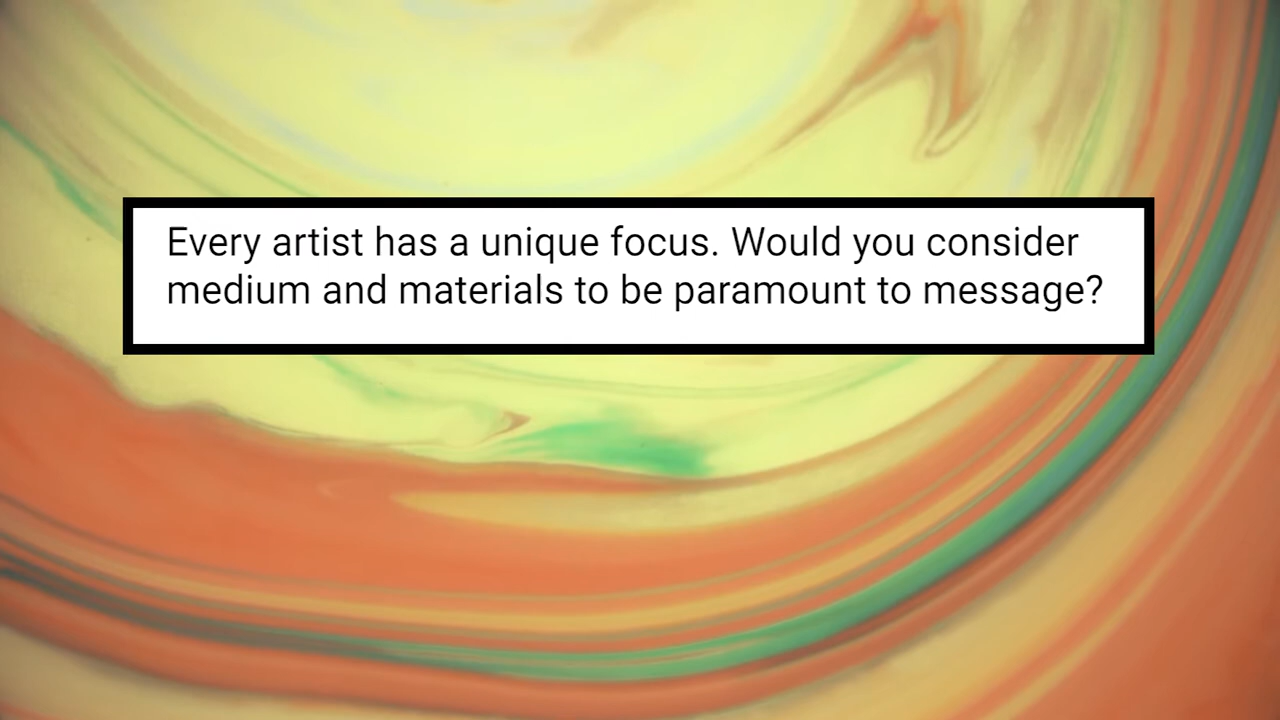 Every artist has a unique focus. Would you consider
medium and materials to be paramount to message?